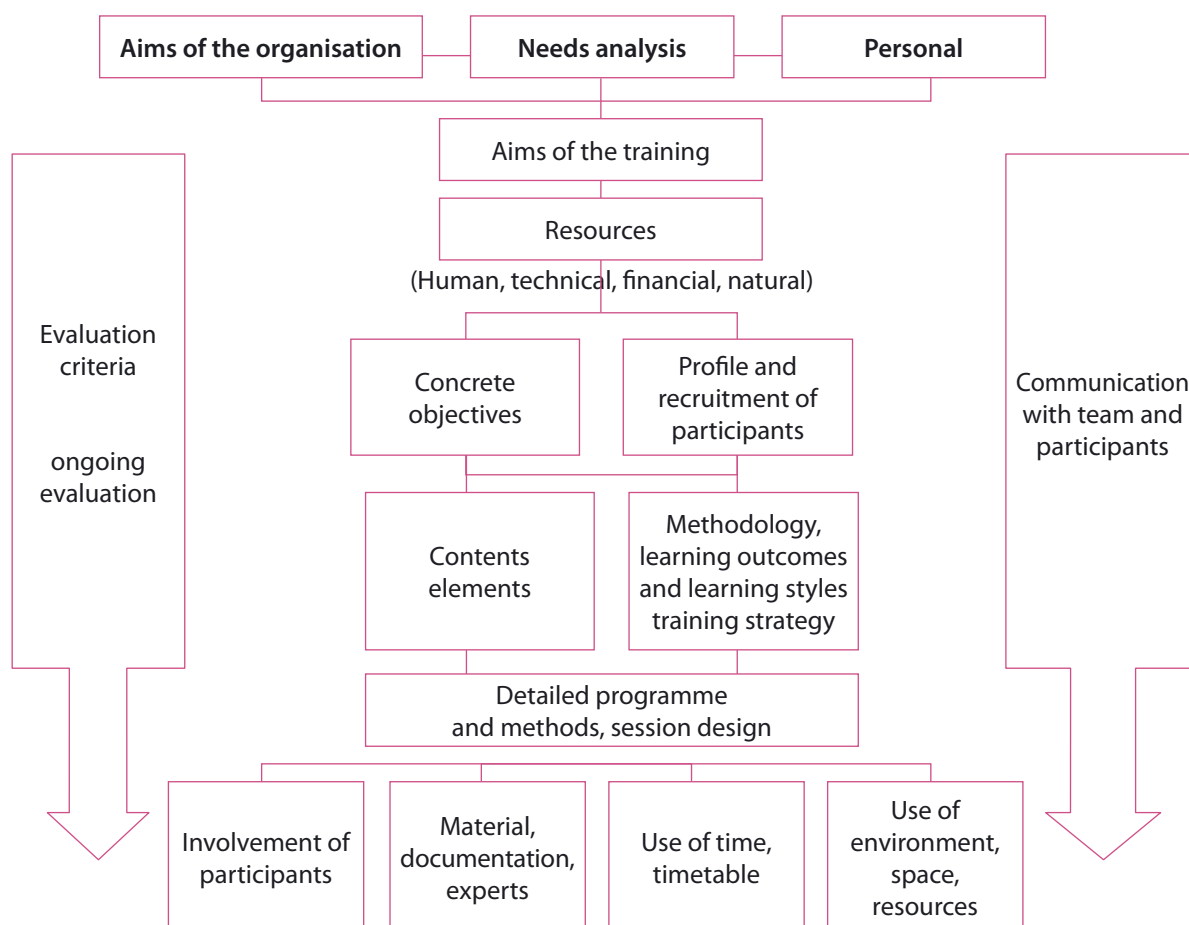 Aims of the organisation
Needs analysis
Personal
Aims of the training
Resources
(Human, technical, financial, natural)
Evaluation
criteria
ongoing
evaluation
Concrete
objectives
Profile and
recruitment of
participants
Communication
with team and
participants
Contents
elements
Methodology,
learning outcomes
and learning styles
training strategy
Detailed programme
and methods, session design
Involvement of
participants
Material,
documentation,
experts
Use of time,
timetable
Use of
environment,
space,
resources